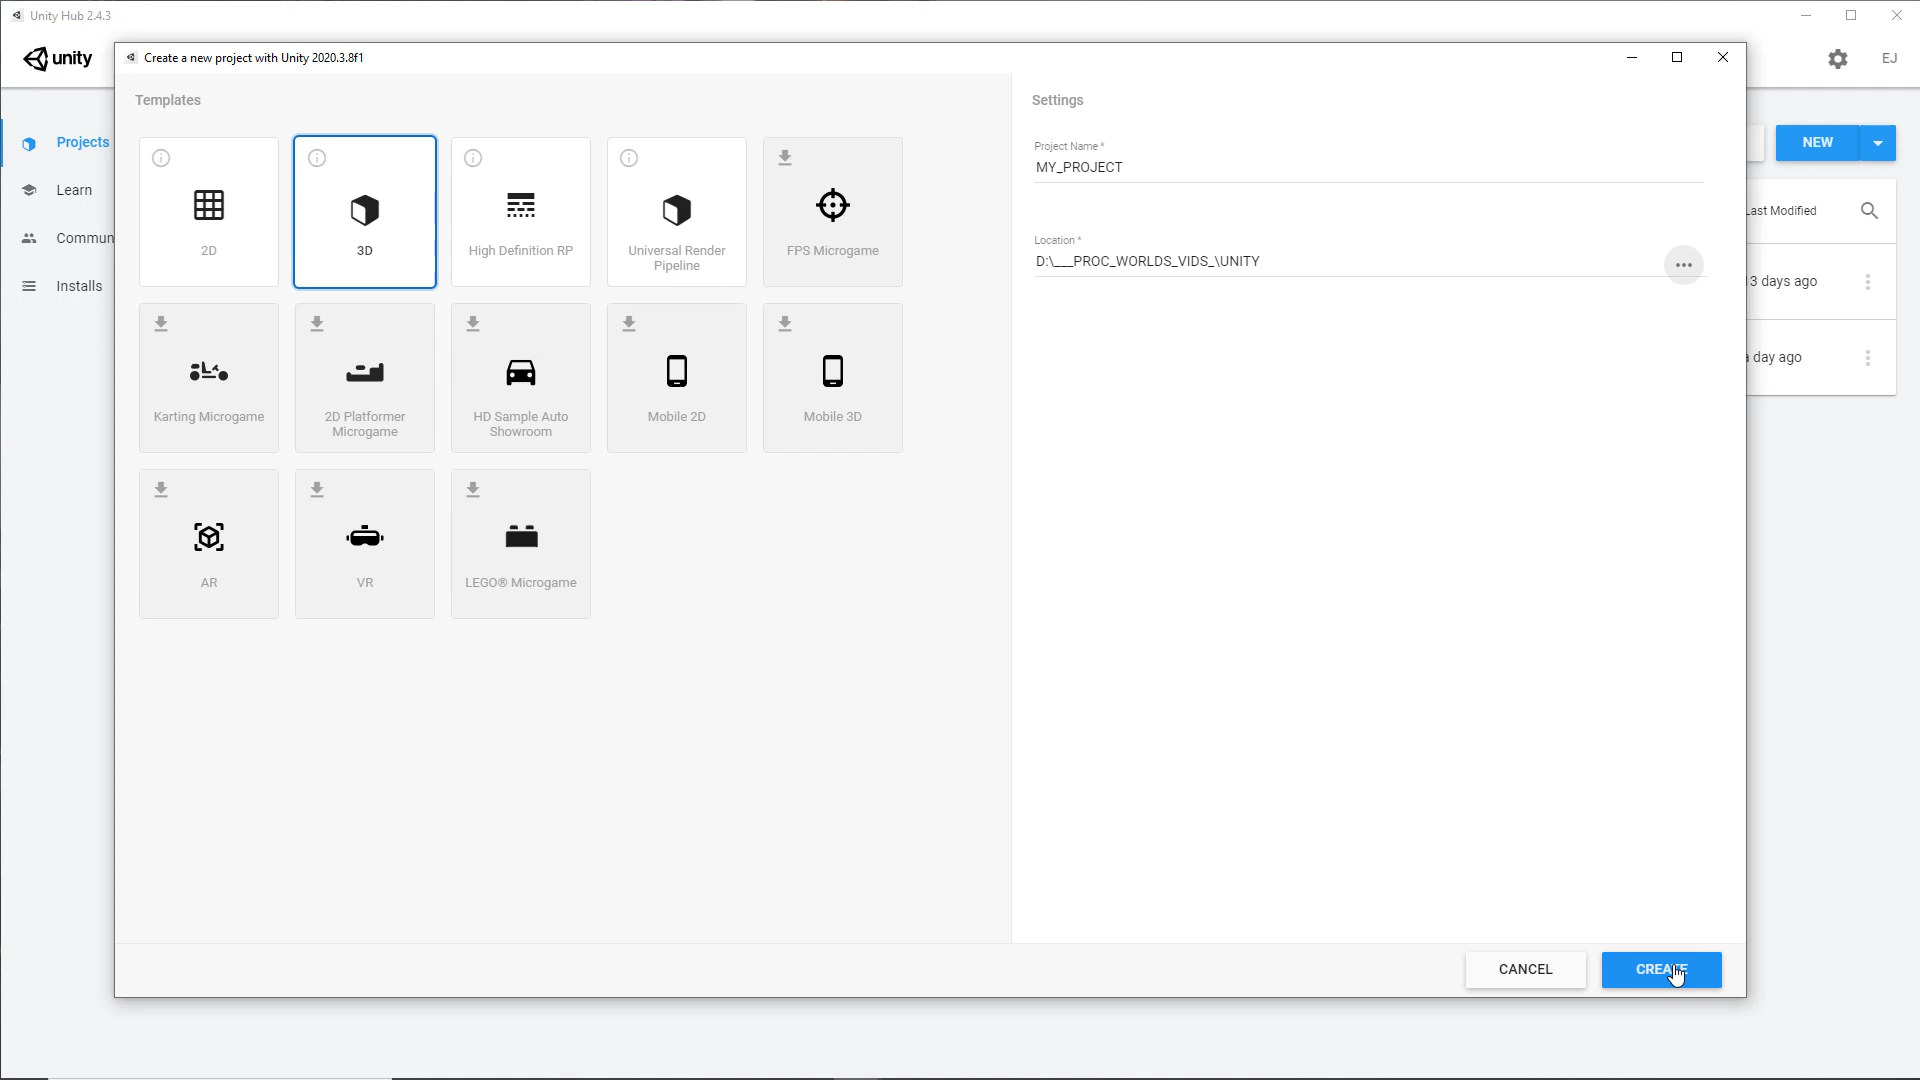 Unity Hub 2.4.3
unity
EJ
Create a new project with Unity 2020.3.8f1
Projects
Learn
Commun
Installs
NEW
Last Modified
3 days ago
a day ago
Templates
2D
3D
High Definition RP
Universal Render
Pipeline
FPS Microgame
Karting Microgame
2D Platformer
Microgame
HD Sample Auto
Showroom
Mobile 2D
Mobile 3D
AR
VR
LEGO® Microgame
Settings
Project Name *
MY_PROJECT
Location *
D:\___PROC_WORLDS_VIDS_\UNITY
CANCEL
CREATE